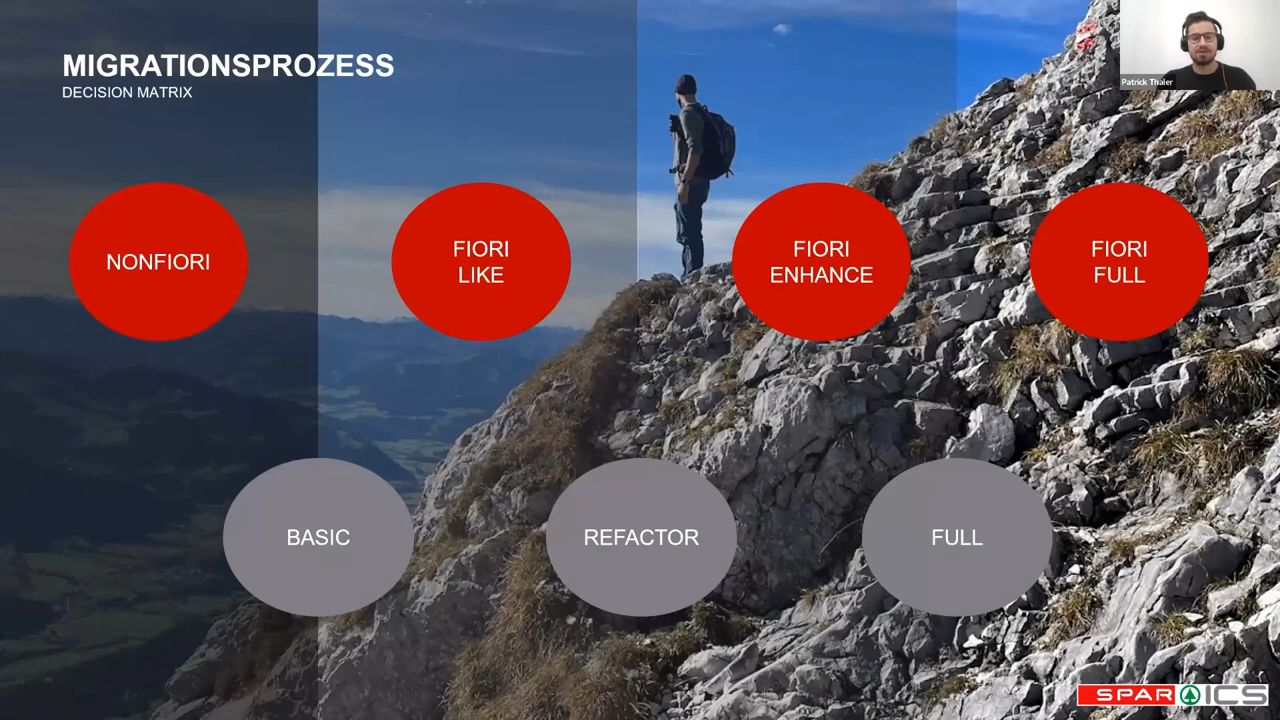 MIGRATIONSPROZESS
DECISION MATRIX
Patrick Thaler
NONFIORI
FIORI
LIKE
FIORI
ENHANCE
FIORI
FULL
BASIC
REFACTOR
FULL
SPAR ICS